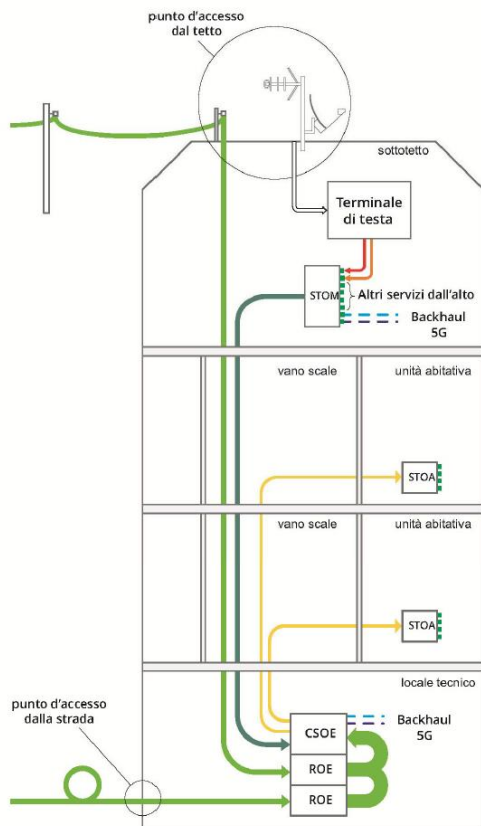 punto d'accesso
dal tetto
sottotetto
Terminale
di testa
STOM
Altri servizi dall'alto
Backhaul
5G
vano scale
unità abitativa
STOA
vano scale
unità abitativa
STOA
locale tecnico
punto d'accesso
dalla strada
CSOE
Backhaul
5G
ROE
ROE